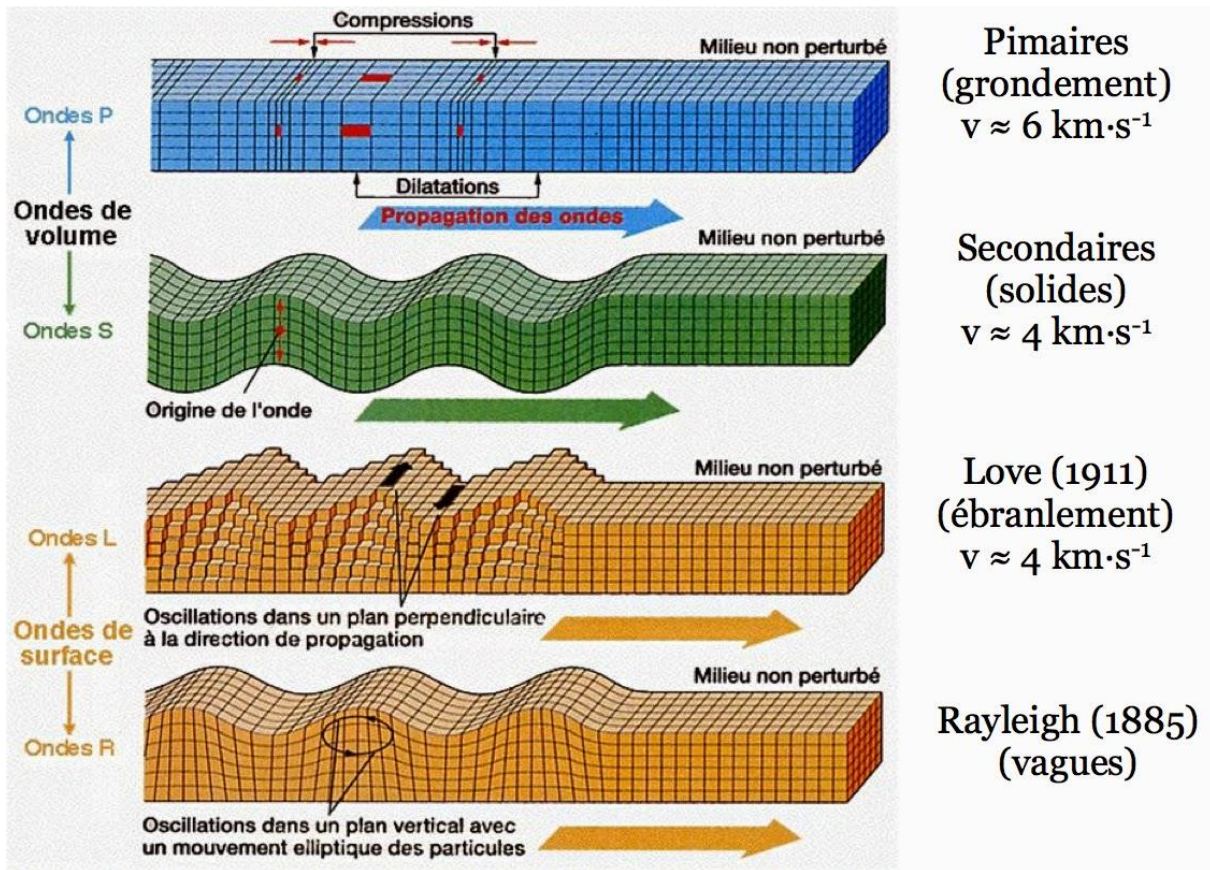 Compressions
Milieu non perturbé
Ondes P
Dilatations
Propagation des ondes
Pimaires
(grondement)
v ≈ 6 km·s⁻¹
Ondes de
volume
Milieu non perturbé
Ondes S
Origine de l'onde
Secondaires
(solides)
v ≈ 4 km·s⁻¹
Milieu non perturbé
Ondes L
Oscillations dans un plan perpendiculaire
à la direction de propagation
Love (1911)
(ébranlement)
v ≈ 4 km·s⁻¹
Ondes de
surface
Milieu non perturbé
Ondes R
Oscillations dans un plan vertical avec
un mouvement elliptique des particules
Rayleigh (1885)
(vagues)